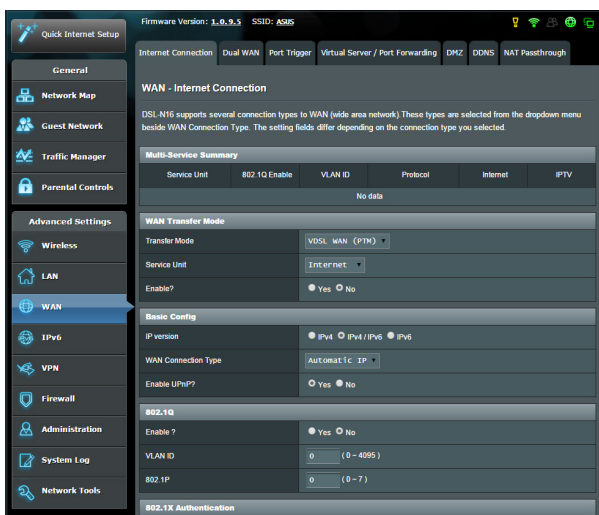 Quick Internet Setup
General
Network Map
Guest Network
Traffic Manager
Parental Controls
Advanced Settings
Wireless
LAN
WAN
IPv6
VPN
Firewall
Administration
System Log
Network Tools
Firmware Version: 1.0.9.5 SSID: ASUS
Internet Connection Dual WAN Port Trigger Virtual Server / Port Forwarding DMZ DDNS NAT Passthrough
WAN - Internet Connection
DSL-N16 supports several connection types to WAN (wide area network).These types are selected from the dropdown menu
beside WAN Connection Type. The setting fields differ depending on the connection type you selected.
Multi-Service Summary
Service Unit 802.1Q Enable VLAN ID Protocol Internet IPTV
No data
WAN Transfer Mode
Transfer Mode VDSL WAN (PTM)
Service Unit Internet
Enable? Yes No
Basic Config
IP version IPv4 IPv4 / IPv6 IPv6
WAN Connection Type Automatic IP
Enable UPnP? Yes No
802.1Q
Enable ? Yes No
VLAN ID 0 ( 0 ~ 4095 )
802.1P 0 ( 0 ~ 7 )
802.1X Authentication